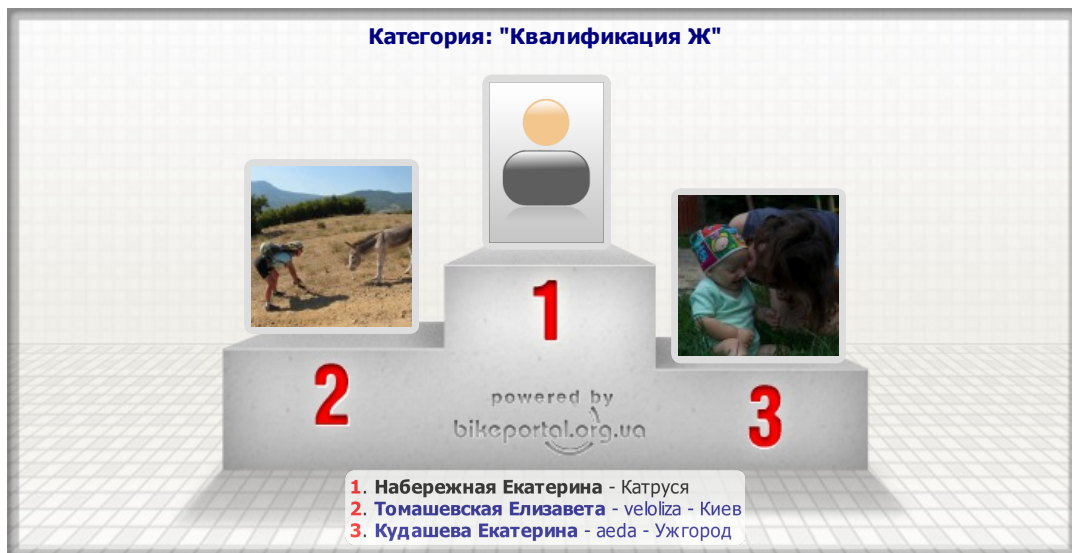 Категория: "Квалификация Ж"
1
2
3
powered by
bikeportal.org.ua
1. Набережная Екатерина - Катруся
2. Томашевская Елизавета - veloliza - Киев
3. Кудашева Екатерина - aeda - Ужгород